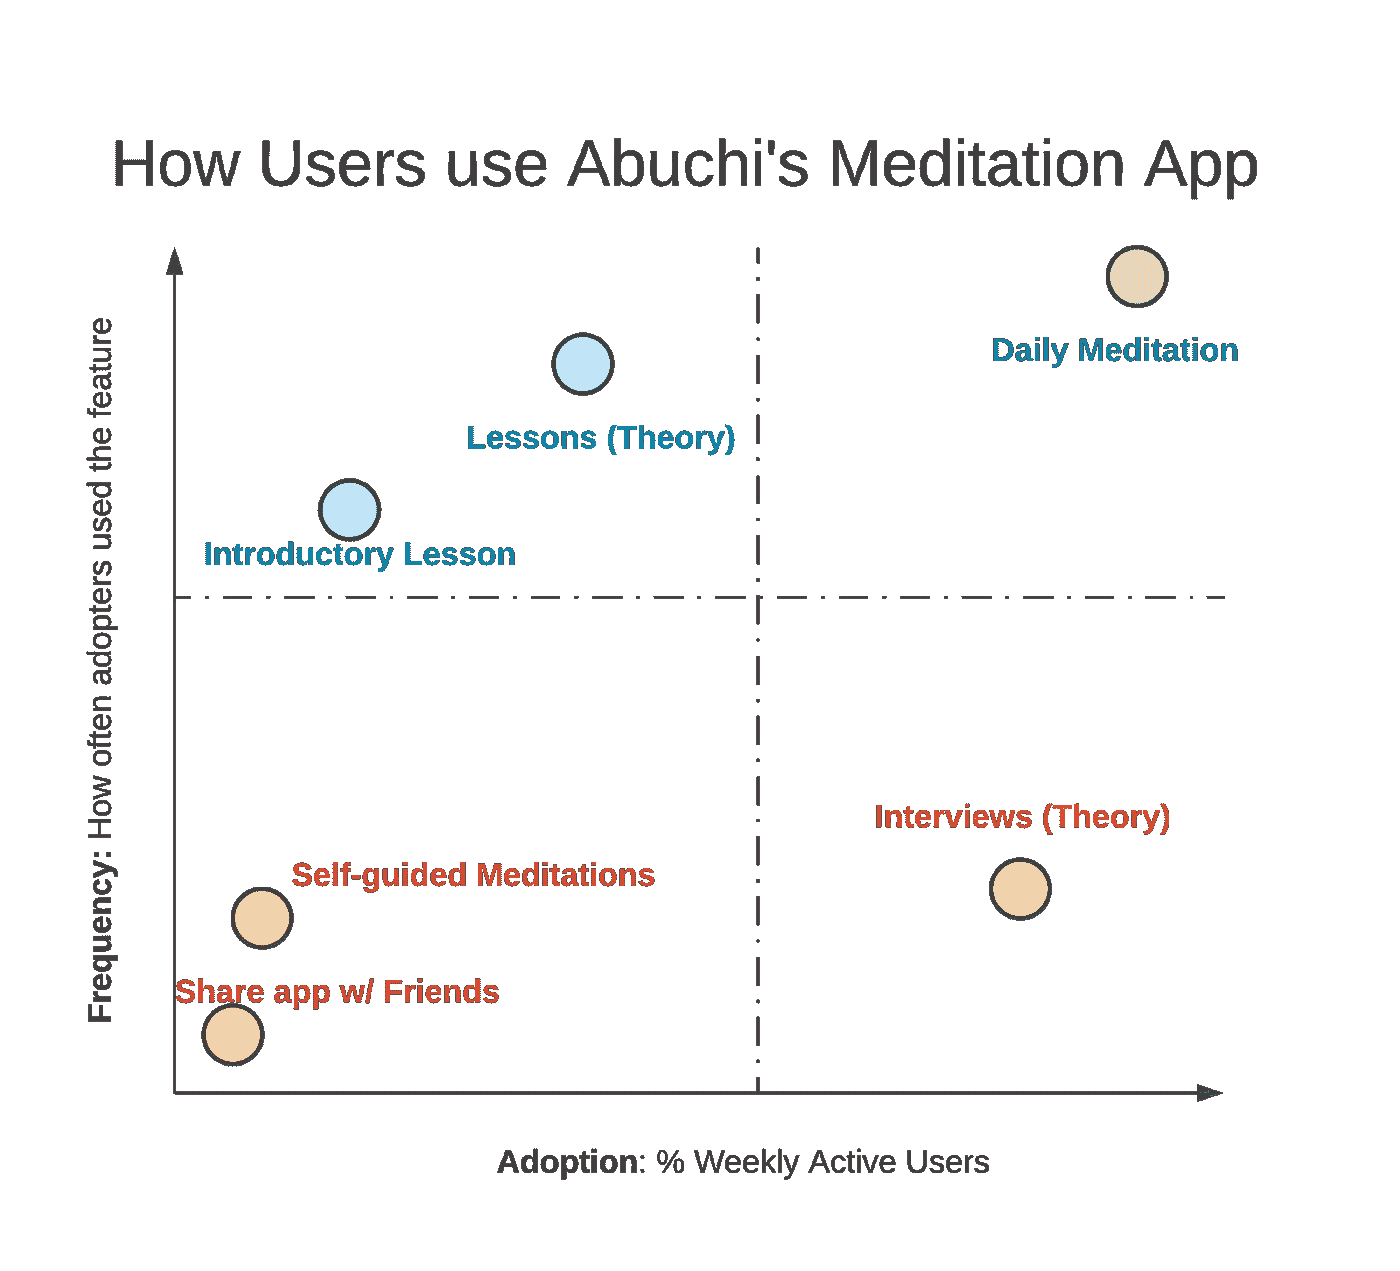 How Users use Abuchi's Meditation App
Daily Meditation
Lessons (Theory)
Introductory Lesson
Frequency: How often adopters used the feature
Interviews (Theory)
Self-guided Meditations
Share app w/ Friends
Adoption: % Weekly Active Users